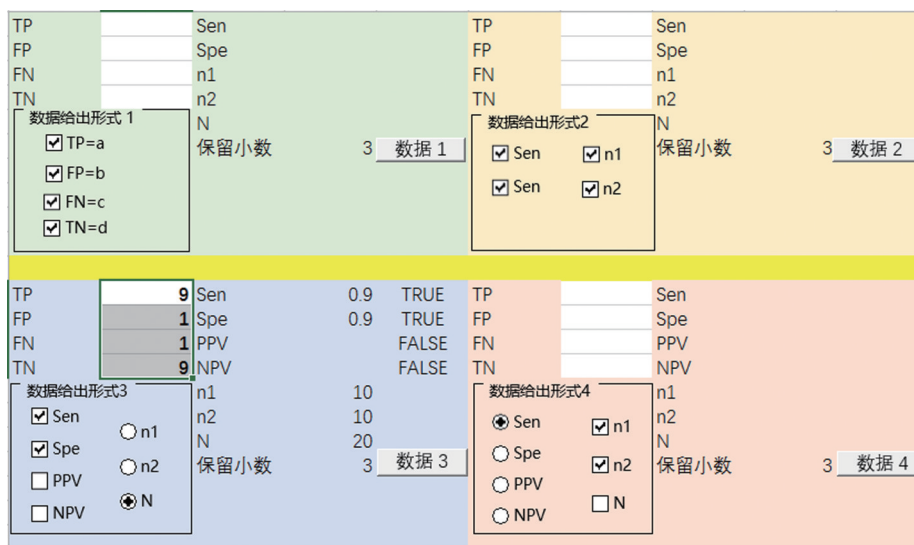 TP Sen
FP Spe
FN n1
TN n2
数据给出形式 1 N
TP=a 保留小数 3 数据 1
FP=b
FN=c
TN=d
TP Sen
FP Spe
FN n1
TN n2
数据给出形式2 N
Sen n1 保留小数 3 数据 2
Sen n2
TP 9 Sen 0.9 TRUE
FP 1 Spe 0.9 TRUE
FN 1 PPV FALSE
TN 9 NPV FALSE
数据给出形式3 n1 10
Sen n1 n2 10
Spe N 20
n2 保留小数 3 数据 3
PPV
N
NPV
TP Sen
FP Spe
FN PPV
TN NPV
数据给出形式4 n1
Sen n1 n2
Spe N
n2 保留小数 3 数据 4
PPV
N
NPV